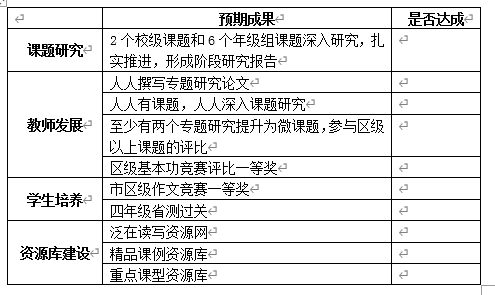 预期成果 是否达成
课题研究 2 个校级课题和 6 个年级组课题深入研究，扎
实推进，形成阶段研究报告
人人撰写专题研究论文
人人有课题，人人深入课题研究
教师发展 至少有两个专题研究提升为微课题，参与区级
以上课题的评比
区级基本功竞赛评比一等奖
学生培养 市区级作文竞赛一等奖
四年级省测过关
泛在读写资源网
资源库建设 精品课例资源库
重点课型资源库